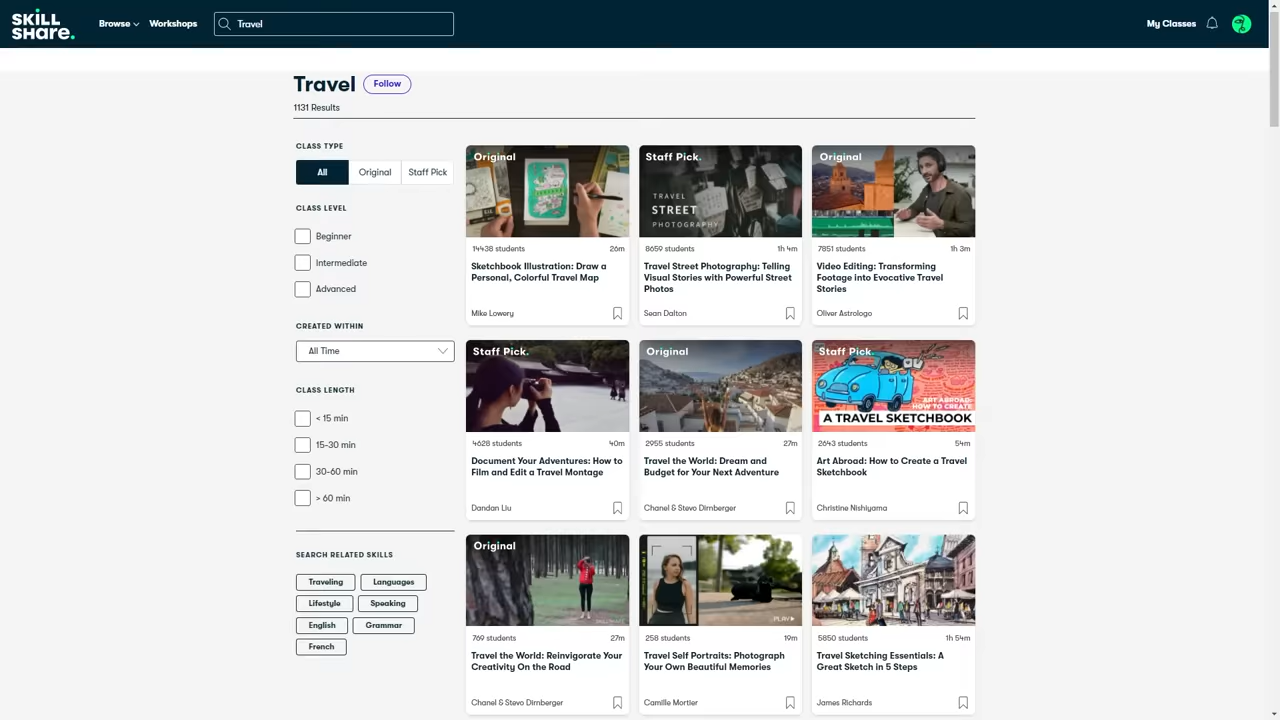 SKILL
SHARE.
Browse
Workshops
Travel
My Classes
Travel
Follow
1131 Results
CLASS TYPE
All
Original
Staff Pick
CLASS LEVEL
Beginner
Intermediate
Advanced
CREATED WITHIN
All Time
CLASS LENGTH
< 15 min
15-30 min
30-60 min
> 60 min
SEARCH RELATED SKILLS
Traveling
Languages
Lifestyle
Speaking
English
Grammar
French
Original
14438 students
26m
Sketchbook Illustration: Draw a
Personal, Colorful Travel Map
Mike Lowery
Staff Pick.
TRAVEL
STREET
PHOTOGRAPHY
8659 students
1h 4m
Travel Street Photography: Telling
Visual Stories with Powerful Street
Photos
Sean Dalton
Original
7851 students
1h 3m
Video Editing: Transforming
Footage into Evocative Travel
Stories
Oliver Astrologo
Staff Pick.
4628 students
40m
Document Your Adventures: How to
Film and Edit a Travel Montage
Dandan Liu
Original
2955 students
27m
Travel the World: Dream and
Budget for Your Next Adventure
Chanel & Stevo Dirnberger
Staff Pick.
ART ABROAD:
HOW TO CREATE
A TRAVEL SKETCHBOOK
2643 students
54m
Art Abroad: How to Create a Travel
Sketchbook
Christine Nishiyama
Original
769 students
27m
Travel the World: Reinvigorate Your
Creativity On the Road
Chanel & Stevo Dirnberger
PLAY
258 students
19m
Travel Self Portraits: Photograph
Your Own Beautiful Memories
Camille Mortier
5850 students
1h 54m
Travel Sketching Essentials: A
Great Sketch in 5 Steps
James Richards